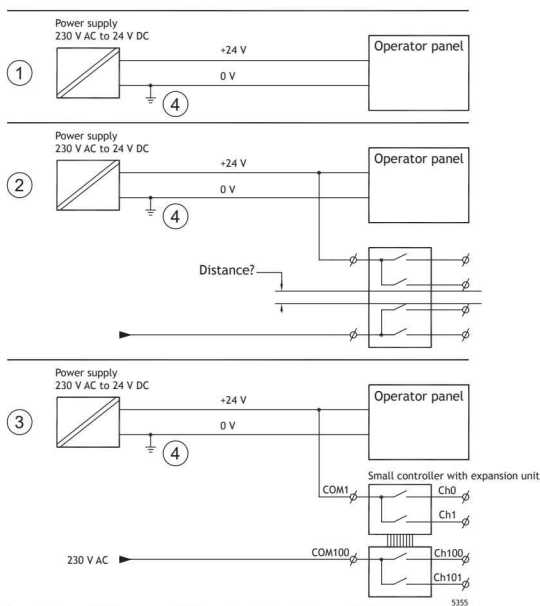 Power supply
230 V AC to 24 V DC
+24 V
Operator panel
1
0 V
4
Power supply
230 V AC to 24 V DC
+24 V
Operator panel
2
0 V
4
Distance?
Power supply
230 V AC to 24 V DC
+24 V
Operator panel
3
0 V
4
Small controller with expansion unit
COM1
Ch0
Ch1
230 V AC
COM100
Ch100
Ch101
5355